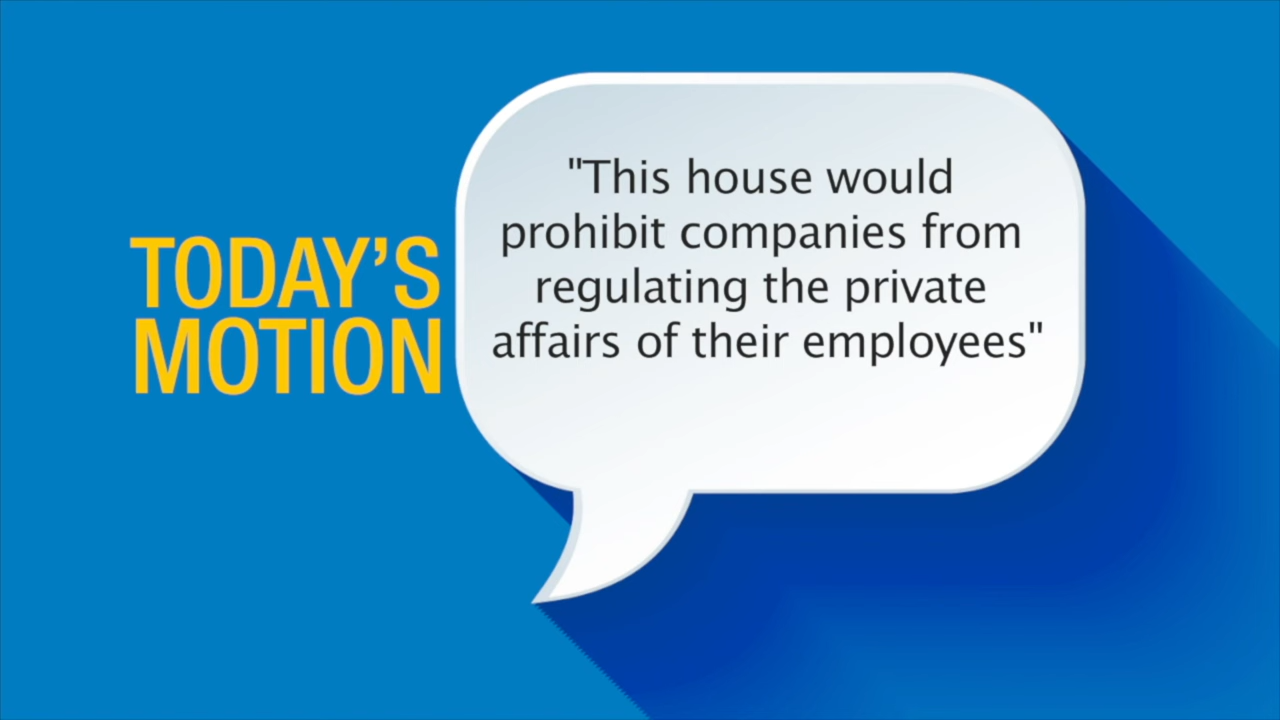 TODAY'S
MOTION
"This house would
prohibit companies from
regulating the private
affairs of their employees"